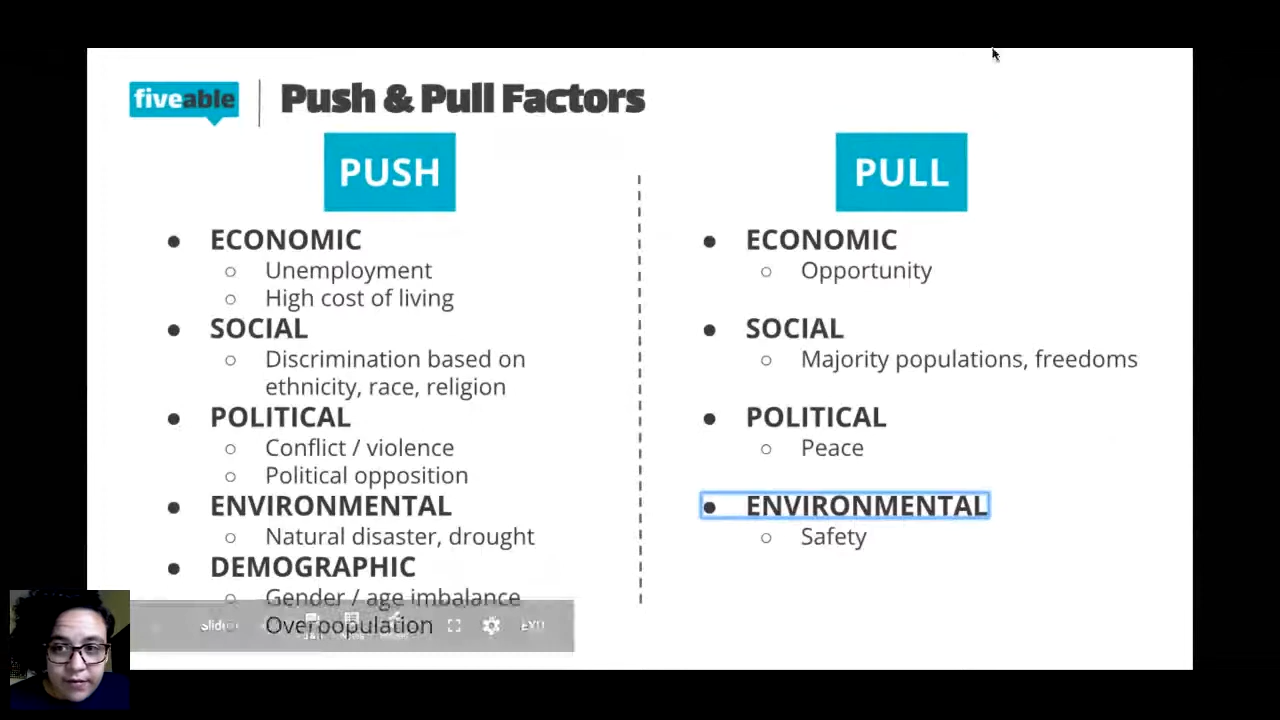 fiveable
Push & Pull Factors
PUSH
● ECONOMIC
○ Unemployment
○ High cost of living
● SOCIAL
○ Discrimination based on
ethnicity, race, religion
● POLITICAL
○ Conflict / violence
○ Political opposition
● ENVIRONMENTAL
○ Natural disaster, drought
● DEMOGRAPHIC
○ Gender / age imbalance
○ Overpopulation
PULL
● ECONOMIC
○ Opportunity
● SOCIAL
○ Majority populations, freedoms
● POLITICAL
○ Peace
● ENVIRONMENTAL
○ Safety